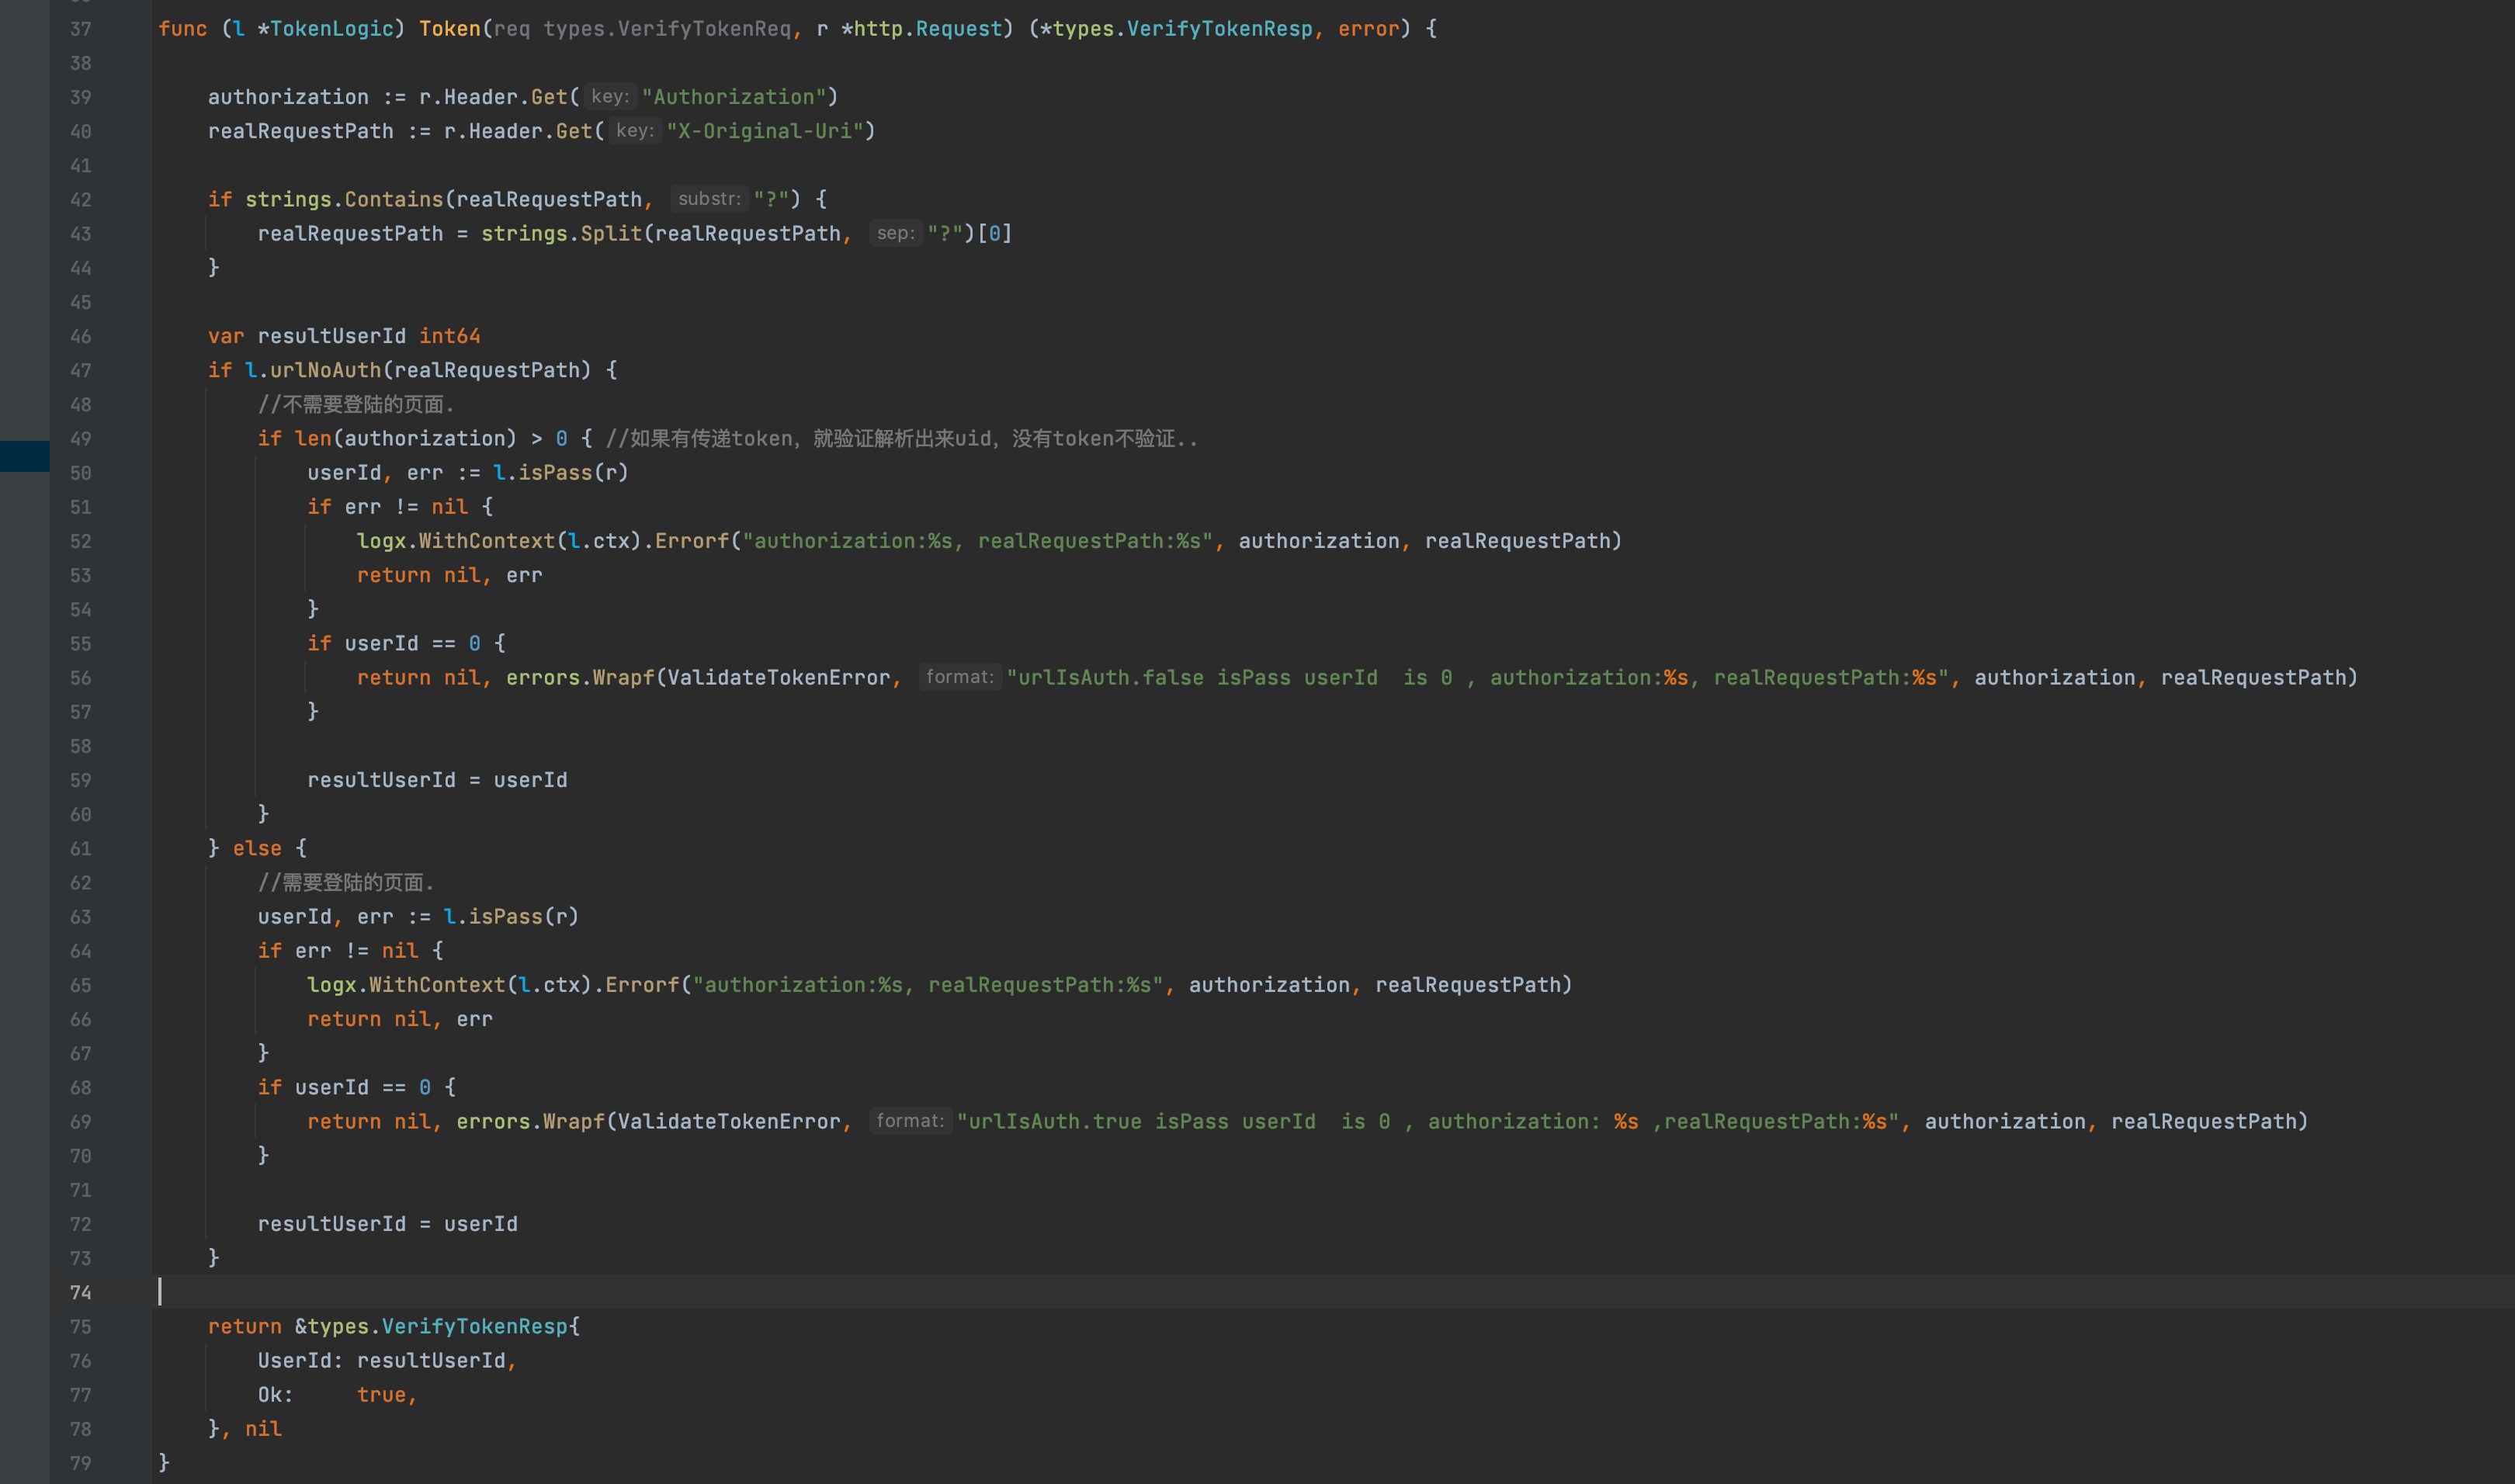 37 func (l *TokenLogic) Token(req types.VerifyTokenReq, r *http.Request) (*types.VerifyTokenResp, error) {
38
39 authorization := r.Header.Get( key: "Authorization")
40 realRequestPath := r.Header.Get( key: "X-Original-Uri")
41
42 if strings.Contains(realRequestPath, substr: "?") {
43 realRequestPath = strings.Split(realRequestPath, sep: "?")[0]
44 }
45
46 var resultUserId int64
47 if l.urlNoAuth(realRequestPath) {
48 //不需要登陆的页面.
49 if len(authorization) > 0 { //如果有传递token，就验证解析出来uid，没有token不验证..
50 userId, err := l.isPass(r)
51 if err != nil {
52 logx.WithContext(l.ctx).Errorf("authorization:%s, realRequestPath:%s", authorization, realRequestPath)
53 return nil, err
54 }
55 if userId == 0 {
56 return nil, errors.Wrapf(ValidateTokenError, format: "urlIsAuth.false isPass userId  is 0 , authorization:%s, realRequestPath:%s", authorization, realRequestPath)
57 }
58
59 resultUserId = userId
60 }
61 } else {
62 //需要登陆的页面.
63 userId, err := l.isPass(r)
64 if err != nil {
65 logx.WithContext(l.ctx).Errorf("authorization:%s, realRequestPath:%s", authorization, realRequestPath)
66 return nil, err
67 }
68 if userId == 0 {
69 return nil, errors.Wrapf(ValidateTokenError, format: "urlIsAuth.true isPass userId  is 0 , authorization: %s ,realRequestPath:%s", authorization, realRequestPath)
70 }
71
72 resultUserId = userId
73 }
74
75 return &types.VerifyTokenResp{
76 UserId: resultUserId,
77 Ok:     true,
78 }, nil
79 }